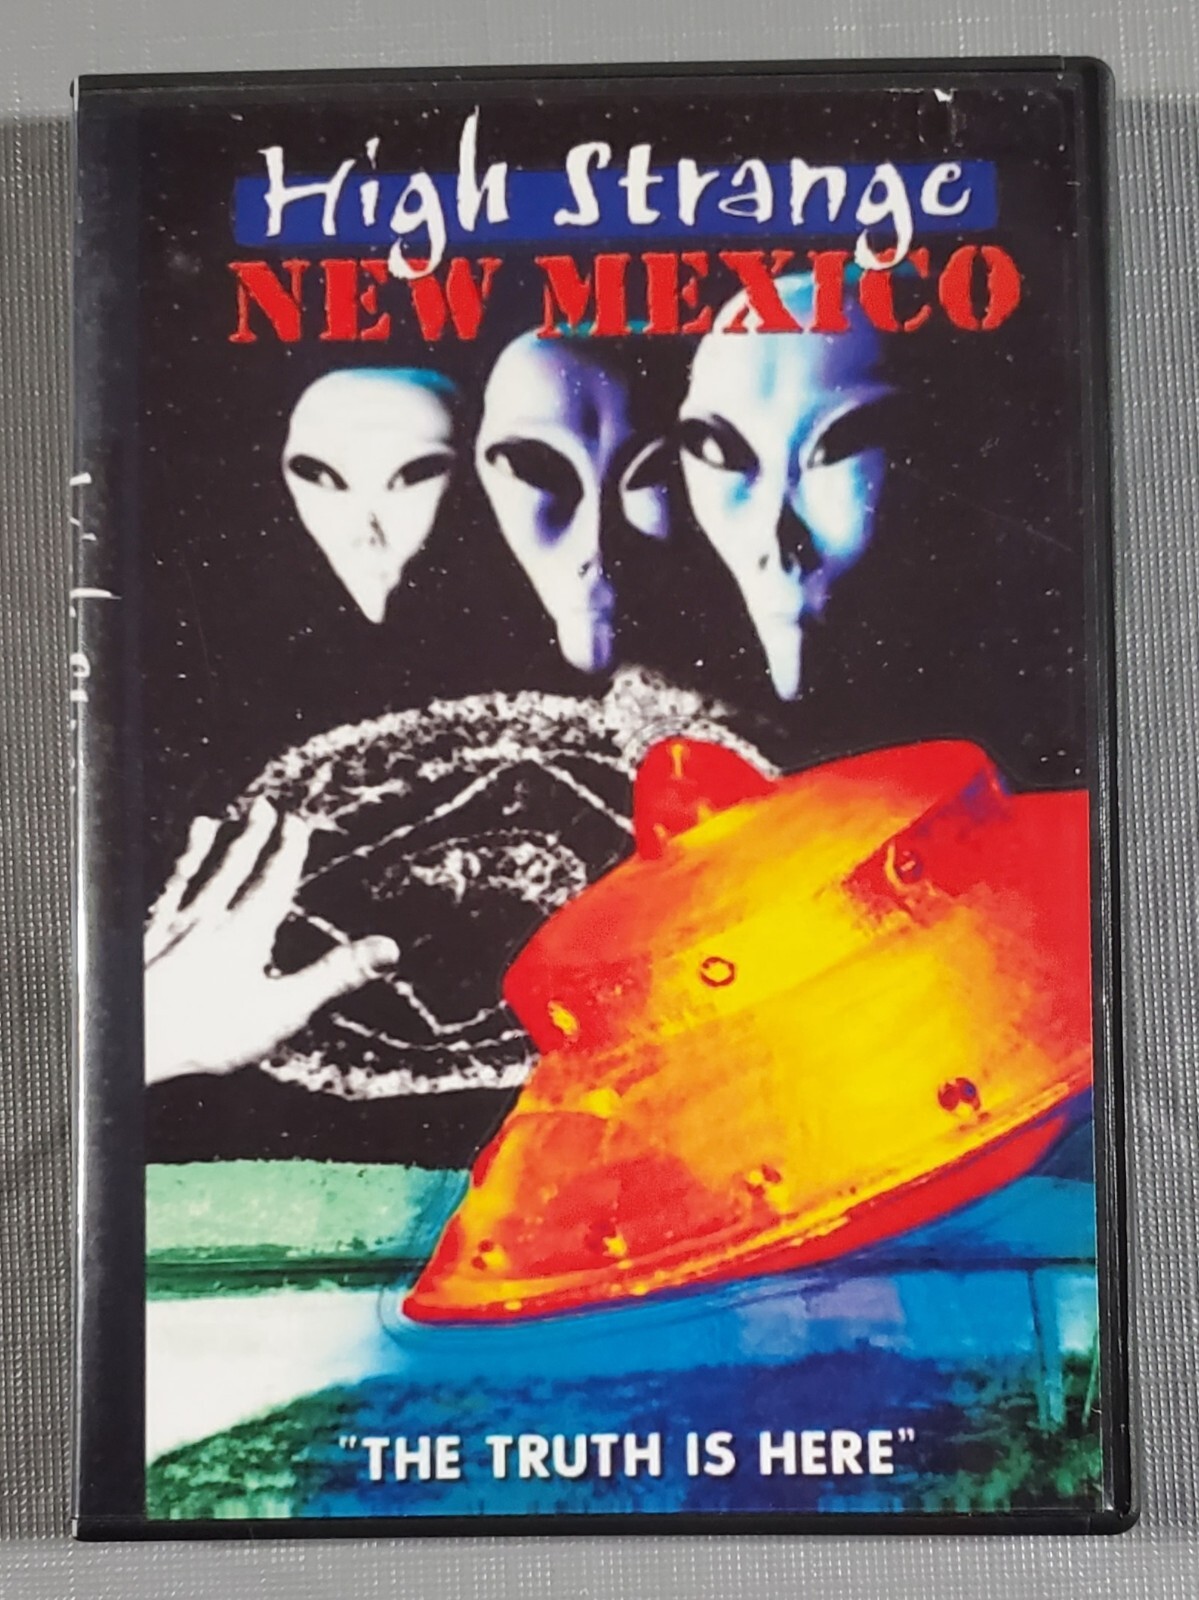 High Strange
NEW MEXICO
"THE TRUTH IS HERE"